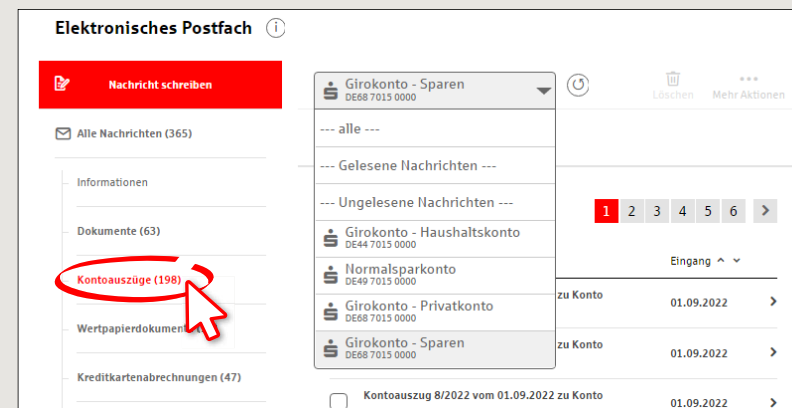 Elektronisches Postfach i
Nachricht schreiben
Alle Nachrichten (365)
Informationen
Dokumente (63)
Kontoauszüge (198)
Wertpapierdokumente
Kreditkartenabrechnungen (47)
Girokonto - Sparen
DE68 7015 0000
--- alle ---
--- Gelesene Nachrichten ---
--- Ungelesene Nachrichten ---
Girokonto - Haushaltskonto
DE44 7015 0000
Normalsparkonto
DE49 7015 0000
Girokonto - Privatkonto
DE68 7015 0000
Girokonto - Sparen
DE68 7015 0000
Löschen
Mehr Aktionen
1 2 3 4 5 6
Eingang
zu Konto
01.09.2022
zu Konto
01.09.2022
Kontoauszug 8/2022 vom 01.09.2022 zu Konto
01.09.2022